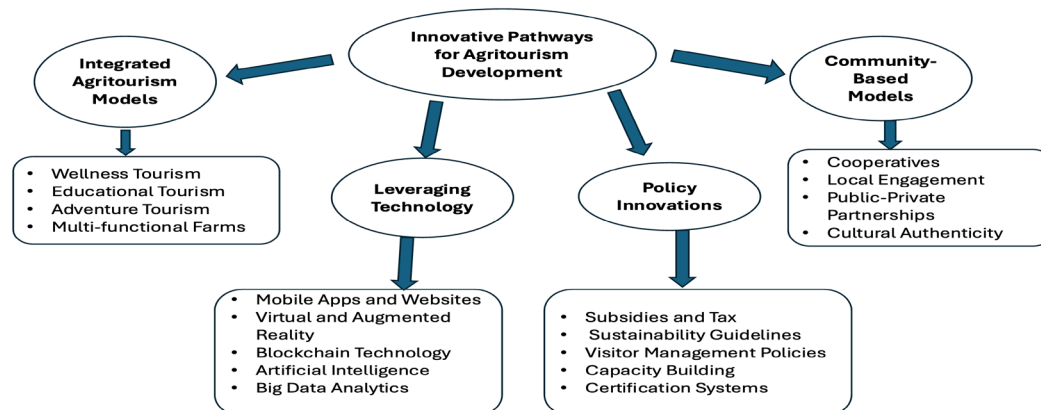 Innovative Pathways
for Agritourism
Development
Integrated
Agritourism
Models
• Wellness Tourism
• Educational Tourism
• Adventure Tourism
• Multi-functional Farms
Leveraging
Technology
• Mobile Apps and Websites
• Virtual and Augmented
Reality
• Blockchain Technology
• Artificial Intelligence
• Big Data Analytics
Policy
Innovations
• Subsidies and Tax
• Sustainability Guidelines
• Visitor Management Policies
• Capacity Building
• Certification Systems
Community-
Based
Models
• Cooperatives
• Local Engagement
• Public-Private
Partnerships
• Cultural Authenticity